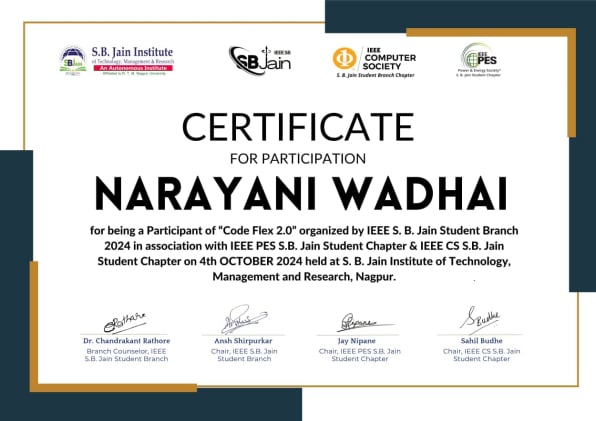 S.B. Jain Institute
of Technology, Management & Research
An Autonomous Institute
Affiliated to R. T. M. Nagpur University
SBJAIN
IEEE SB
SBJain
IEEE
COMPUTER
SOCIETY
S. B. Jain Student Branch Chapter
IEEE
PES
Power & Energy Society®
S. B. Jain Student Chapter
CERTIFICATE
FOR PARTICIPATION
NARAYANI WADHAI
for being a Participant of "Code Flex 2.0" organized by IEEE S. B. Jain Student Branch
2024 in association with IEEE PES S.B. Jain Student Chapter & IEEE CS S.B. Jain
Student Chapter on 4th OCTOBER 2024 held at S. B. Jain Institute of Technology,
Management and Research, Nagpur.
Dr. Chandrakant Rathore
Branch Counselor, IEEE
S.B. Jain Student Branch
Ansh Shirpurkar
Chair, IEEE S.B. Jain
Student Branch
Jay Nipane
Chair, IEEE PES S.B. Jain
Student Chapter
Sahil Budhe
Chair, IEEE CS S.B. Jain
Student Chapter